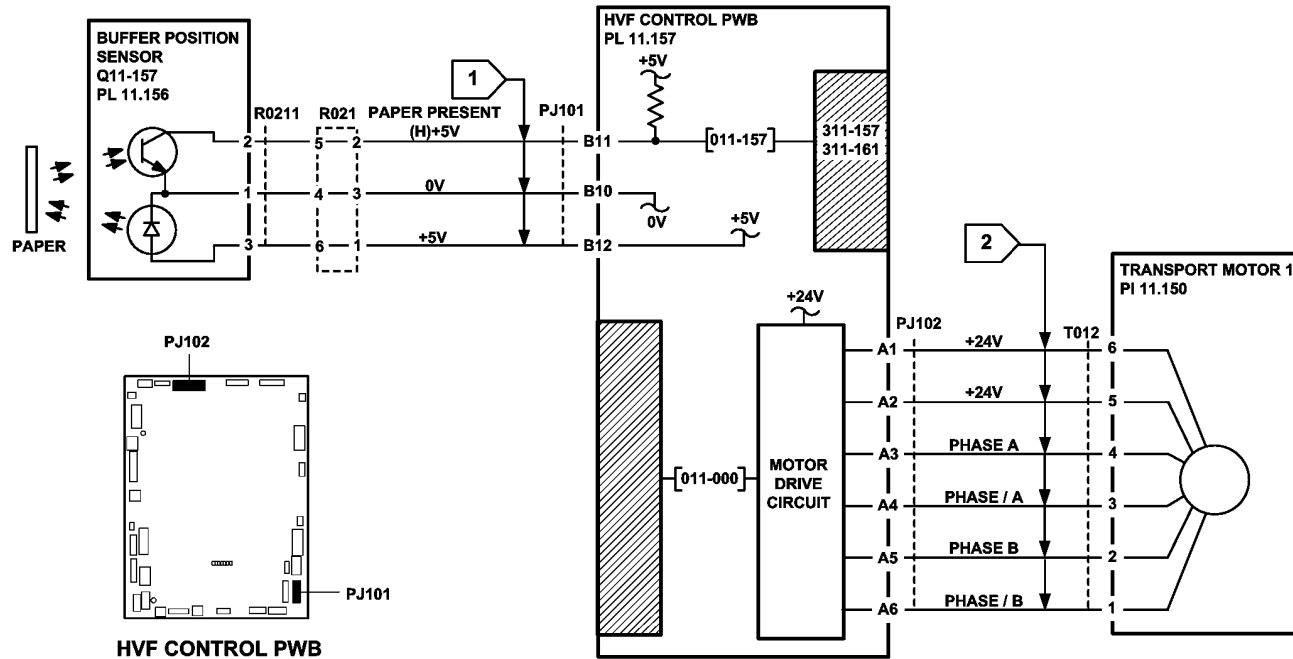 BUFFER POSITION
SENSOR
Q11-157
PL 11.156
R0211
R021
PAPER PRESENT
(H)+5V
1
PJ101
HVF CONTROL PWB
PL 11.157
+5V
2
5
2
B11
[011-157]
311-157
311-161
1
4
3
0V
B10
0V
+5V
3
6
1
+5V
B12
PAPER
2
TRANSPORT MOTOR 1
PI 11.150
+24V
PJ102
T012
MOTOR
DRIVE
CIRCUIT
[011-000]
A1
+24V
6
A2
+24V
5
A3
PHASE A
4
A4
PHASE / A
3
A5
PHASE B
2
A6
PHASE / B
1
PJ102
PJ101
HVF CONTROL PWB